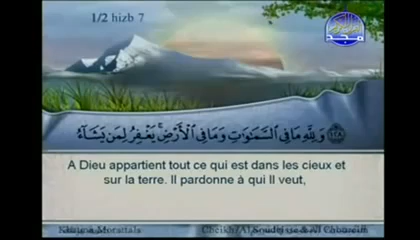 1/2 hizb 7
وَلِلَّهِ مَا فِي السَّمَاوَاتِ وَمَا فِي الْأَرْضِ يَغْفِرُ لِمَن يَشَاءُ
A Dieu appartient tout ce qui est dans les cieux et
sur la terre. Il pardonne à qui Il veut,